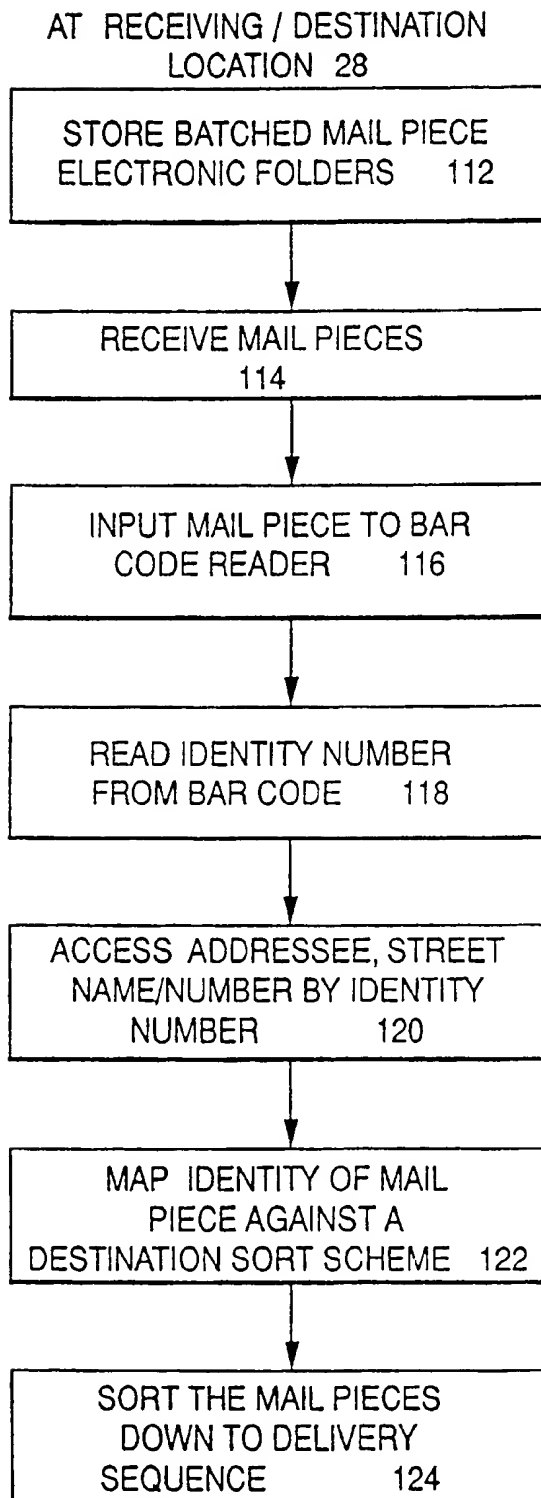 AT RECEIVING / DESTINATION
LOCATION 28
STORE BATCHED MAIL PIECE
ELECTRONIC FOLDERS 112
RECEIVE MAIL PIECES
114
INPUT MAIL PIECE TO BAR
CODE READER 116
READ IDENTITY NUMBER
FROM BAR CODE 118
ACCESS ADDRESSEE, STREET
NAME/NUMBER BY IDENTITY
NUMBER 120
MAP IDENTITY OF MAIL
PIECE AGAINST A
DESTINATION SORT SCHEME 122
SORT THE MAIL PIECES
DOWN TO DELIVERY
SEQUENCE 124